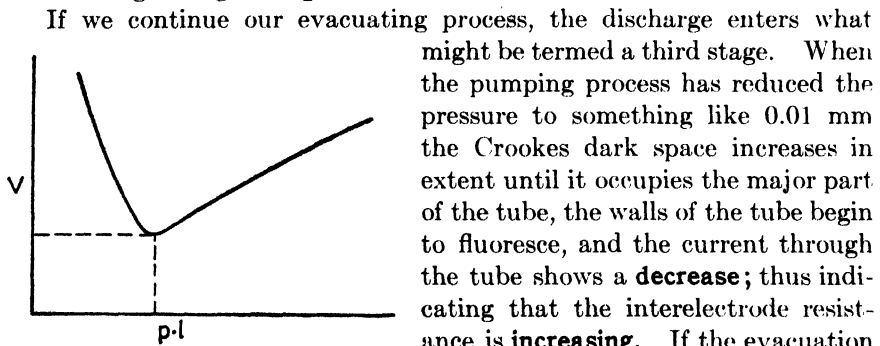 If we continue our evacuating process, the discharge enters what
might be termed a third stage. When
the pumping process has reduced the
pressure to something like 0.01 mm
the Crookes dark space increases in
extent until it occupies the major part
of the tube, the walls of the tube begin
to fluoresce, and the current through
the tube shows a decrease; thus indi-
cating that the interelectrode resist-
ance is increasing. If the evacuation
V
p·l